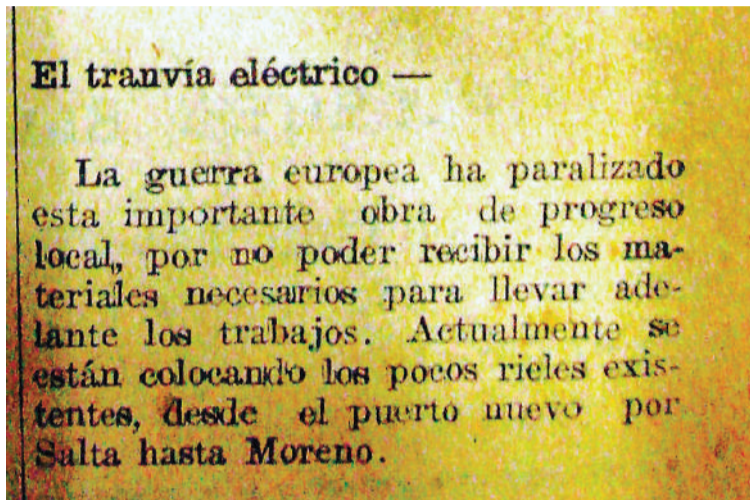 El tranvía eléctrico —
La guerra europea ha paralizado
esta importante obra de progreso
local, por no poder recibir los ma-
teriales necesarios para llevar ade-
lante los trabajos. Actualmente se
están colocando los pocos rieles exis-
tentes, desde el puerto nuevo por
Salta hasta Moreno.